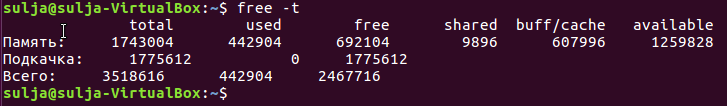 sulja@sulja-VirtualBox:~$ free -t
total used free shared buff/cache available
Память: 1743004 442904 692104 9896 607996 1259828
Подкачка: 1775612 0 1775612
Всего: 3518616 442904 2467716
sulja@sulja-VirtualBox:~$